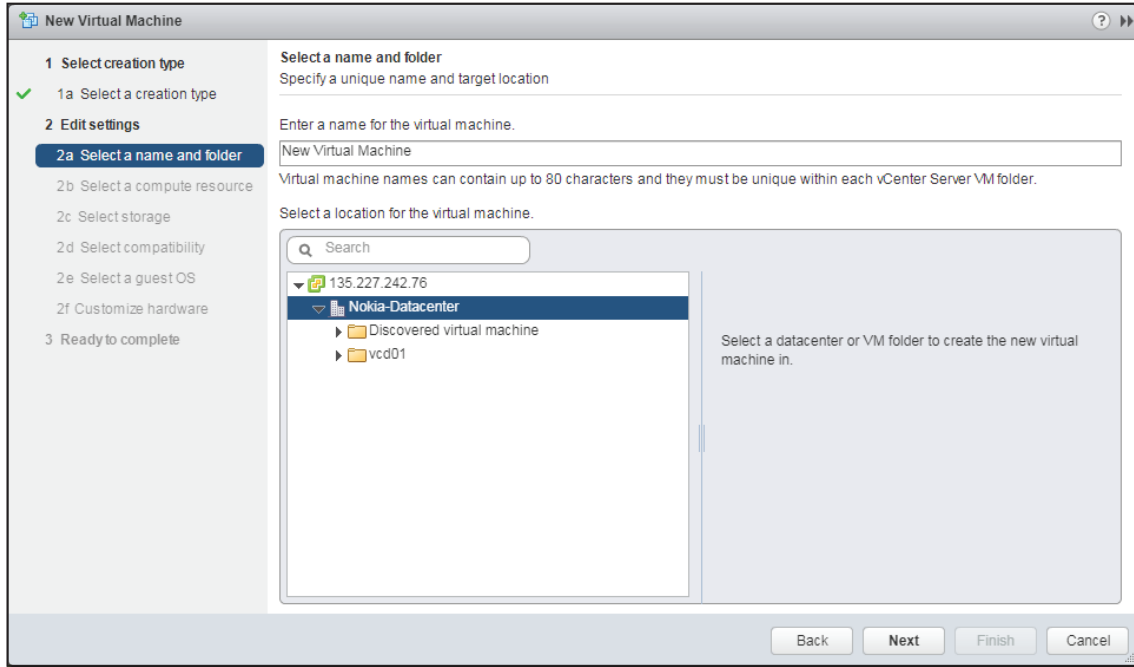 New Virtual Machine
?
1 Select creation type
1a Select a creation type
2 Edit settings
2a Select a name and folder
2b Select a compute resource
2c Select storage
2d Select compatibility
2e Select a guest OS
2f Customize hardware
3 Ready to complete
Select a name and folder
Specify a unique name and target location
Enter a name for the virtual machine.
New Virtual Machine
Virtual machine names can contain up to 80 characters and they must be unique within each vCenter Server VM folder.
Select a location for the virtual machine.
Search
135.227.242.76
Nokia-Datacenter
Discovered virtual machine
vcd01
Select a datacenter or VM folder to create the new virtual
machine in.
Back Next Finish Cancel